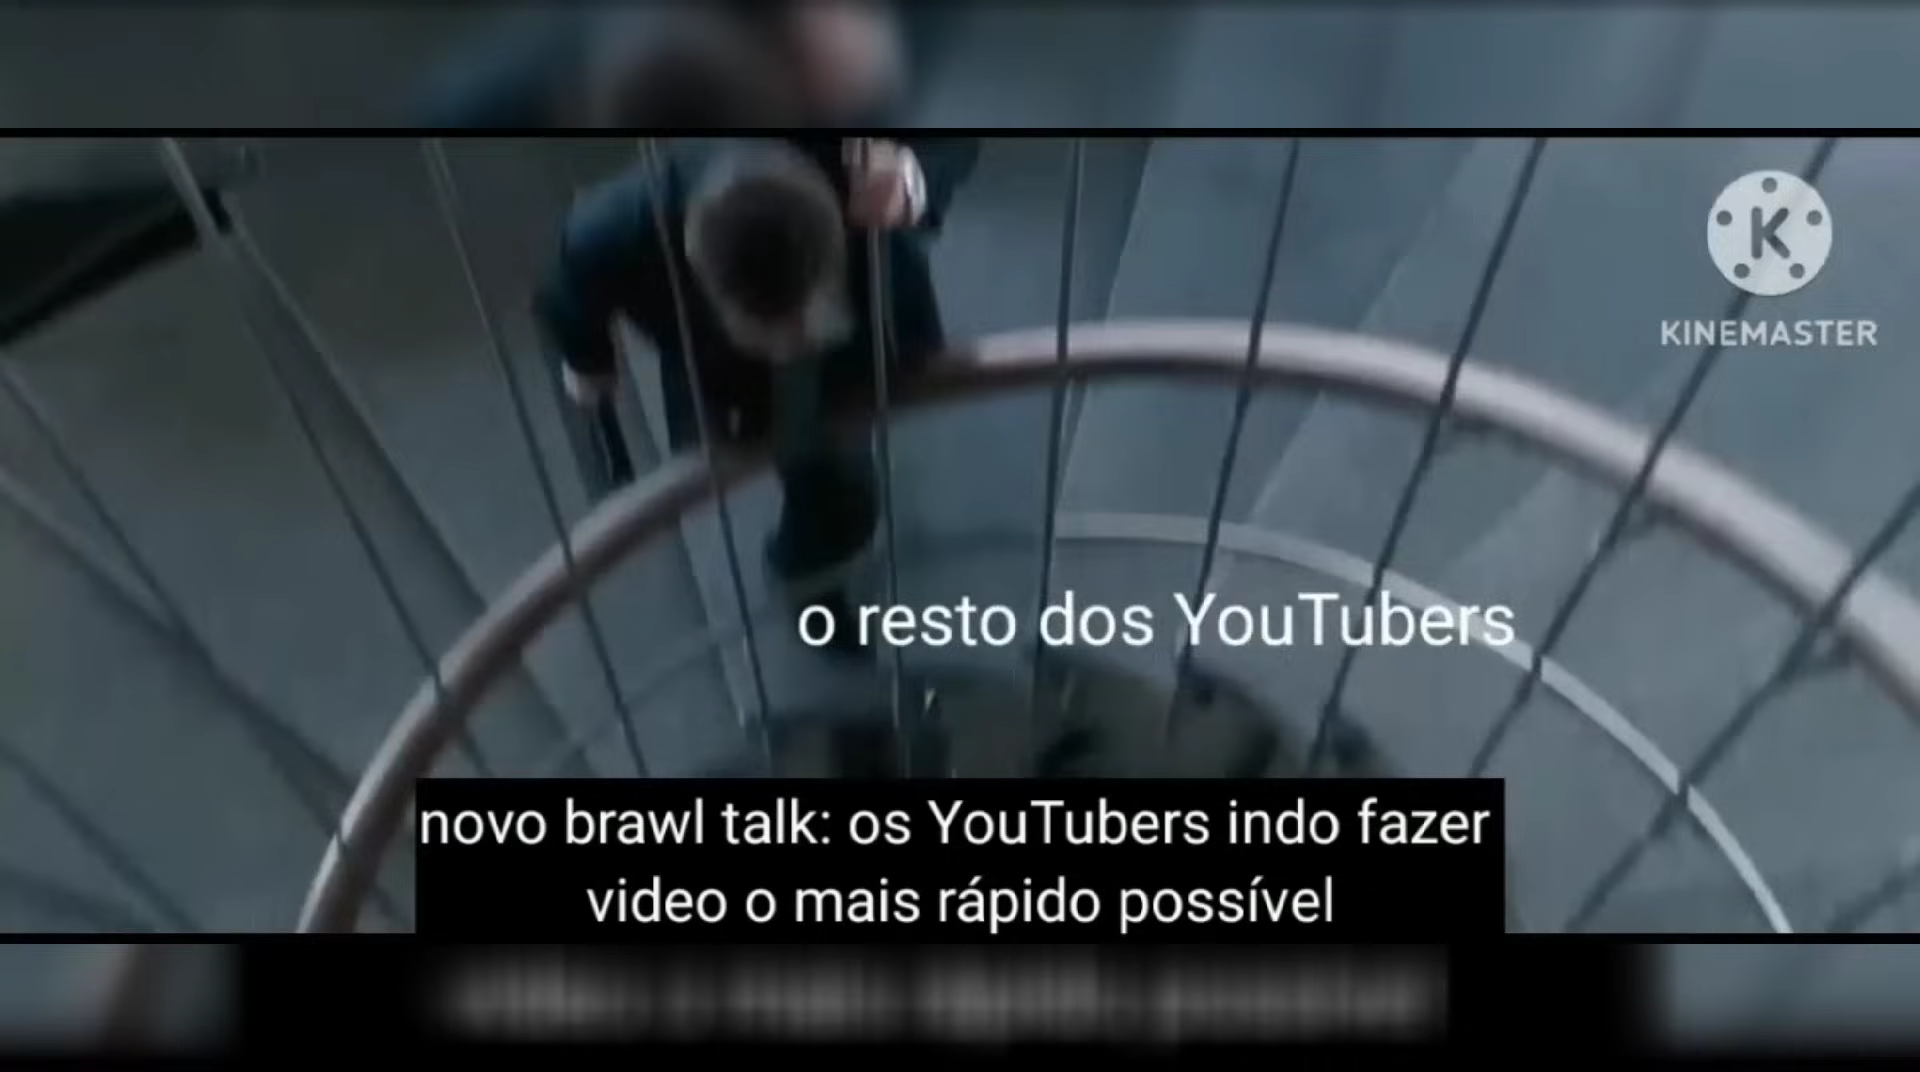 K
KINEMASTER
o resto dos YouTubers
novo brawl talk: os YouTubers indo fazer
video o mais rápido possível